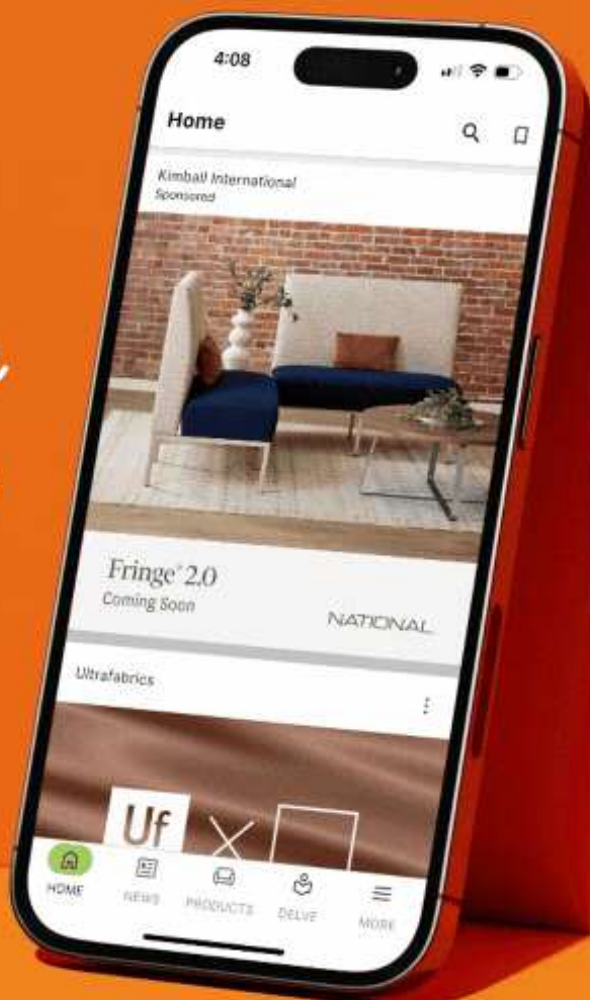 4:08
Home
Kimball International
Sponsored
Fringe® 2.0
Coming Soon
NATIONAL
Ultrafabrics
Uf
HOME
NEWS
PRODUCTS
DELVE
MORE